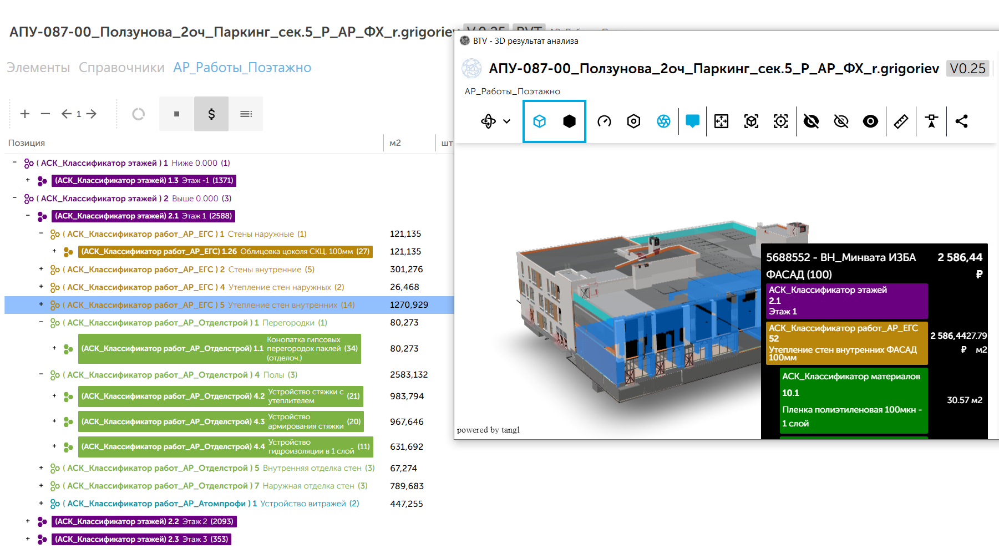 АПУ-087-00_Ползунова_2оч_Паркинг_сек.5_Р_АР_ФХ_r.grigoriev V0.25 RVT
Элементы Справочники АР_Работы_Поэтажно
+ − ← 1 → $
Позиция м2 шт
− ( АСК_Классификатор этажей ) 1 Ниже 0.000 (1)
+ (АСК_Классификатор этажей) 1.3 Этаж -1 (1371)
− ( АСК_Классификатор этажей ) 2 Выше 0.000 (3)
− (АСК_Классификатор этажей) 2.1 Этаж 1 (2588)
− ( АСК_Классификатор работ_АР_ЕГС ) 1 Стены наружные (1) 121,135
+ (АСК_Классификатор работ_АР_ЕГС) 1.26 Облицовка цоколя СКЦ, 100мм (27) 121,135
+ ( АСК_Классификатор работ_АР_ЕГС ) 2 Стены внутренние (5) 301,276
+ ( АСК_Классификатор работ_АР_ЕГС ) 4 Утепление стен наружных (2) 26,468
+ ( АСК_Классификатор работ_АР_ЕГС ) 5 Утепление стен внутренних (14) 1270,929
− ( АСК_Классификатор работ_АР_Отделстрой ) 1 Перегородки (1) 80,273
Конопатка гипсовых
+ (АСК_Классификатор работ_АР_Отделстрой) 1.1 перегородок паклей (34) 80,273
(отделоч.)
− ( АСК_Классификатор работ_АР_Отделстрой ) 4 Полы (3) 2583,132
+ (АСК_Классификатор работ_АР_Отделстрой) 4.2 Устройство стяжки с (21) 983,794
утеплителем
+ (АСК_Классификатор работ_АР_Отделстрой) 4.3 Устройство (20) 967,646
армирования стяжки
+ (АСК_Классификатор работ_АР_Отделстрой) 4.4 Устройство (11) 631,692
гидроизоляции в 1 слой
+ ( АСК_Классификатор работ_АР_Отделстрой ) 5 Внутренняя отделка стен (3) 67,274
+ ( АСК_Классификатор работ_АР_Отделстрой ) 7 Наружная отделка стен (3) 789,683
+ ( АСК_Классификатор работ_АР_Атомпрофи ) 1 Устройство витражей (2) 447,255
+ (АСК_Классификатор этажей) 2.2 Этаж 2 (2093)
+ (АСК_Классификатор этажей) 2.3 Этаж 3 (353)
BTV - 3D результат анализа
АПУ-087-00_Ползунова_2оч_Паркинг_сек.5_Р_АР_ФХ_r.grigoriev V0.25
АР_Работы_Поэтажно
5688552 - ВН_Минвата ИЗБА 2 586,44
ФАСАД (100) ₽
АСК_Классификатор этажей
2.1
Этаж 1
АСК_Классификатор работ_АР_ЕГС
52 2 586,44 27.79
Утепление стен внутренних ФАСАД ₽ м2
100мм
АСК_Классификатор материалов
10.1
30.57 м2
Пленка полиэтиленовая 100мкн -
1 слой
powered by tangl